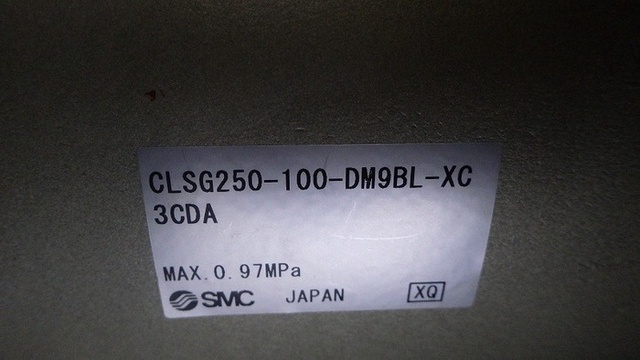 CLSG250-100-DM9BL-XC
3CDA
MAX.0.97MPa
SMC JAPAN XQ